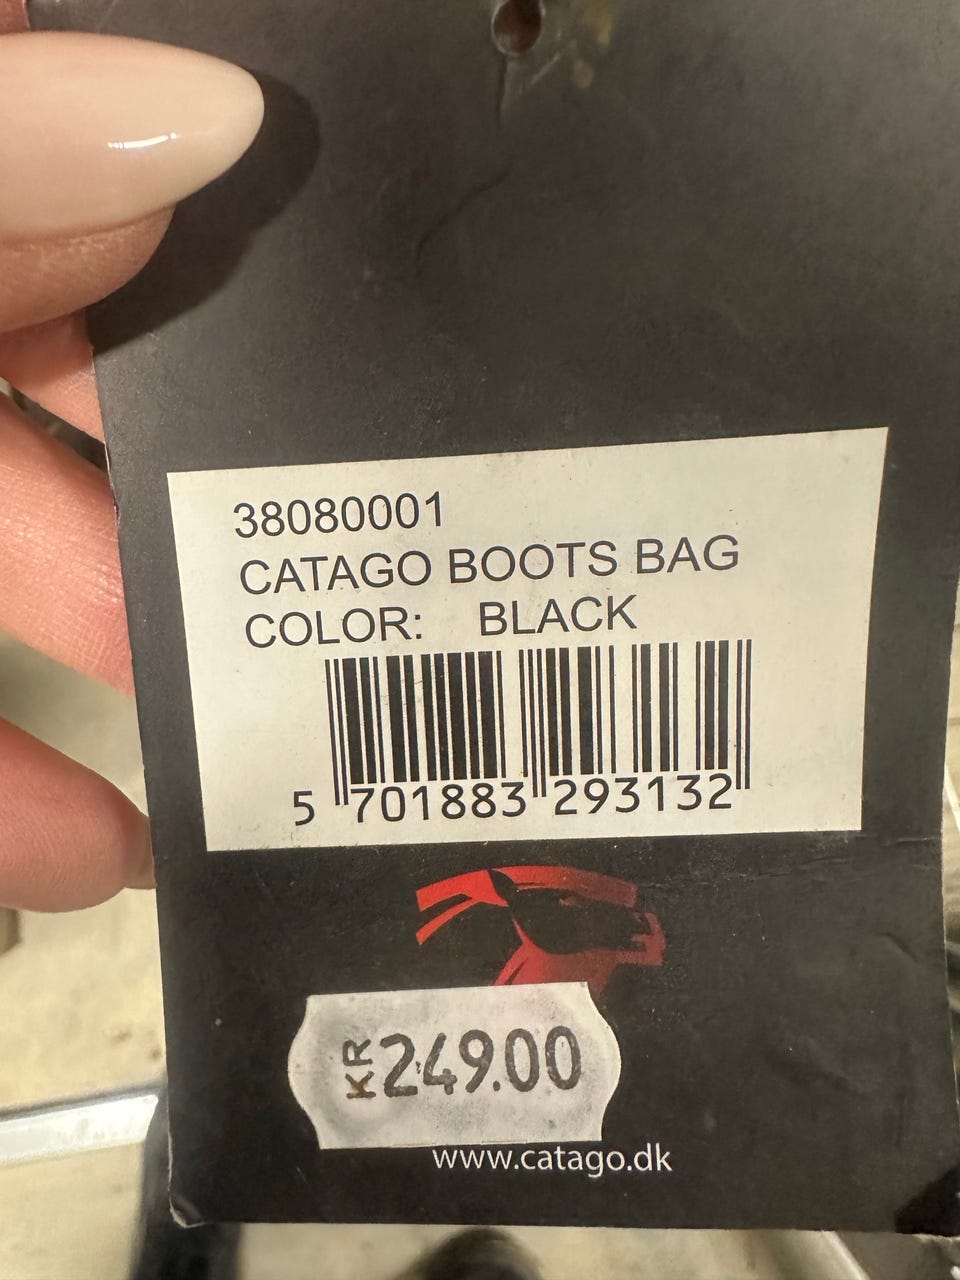 38080001
CATAGO BOOTS BAG
COLOR: BLACK
5 701883 293132
KR 249.00
www.catago.dk